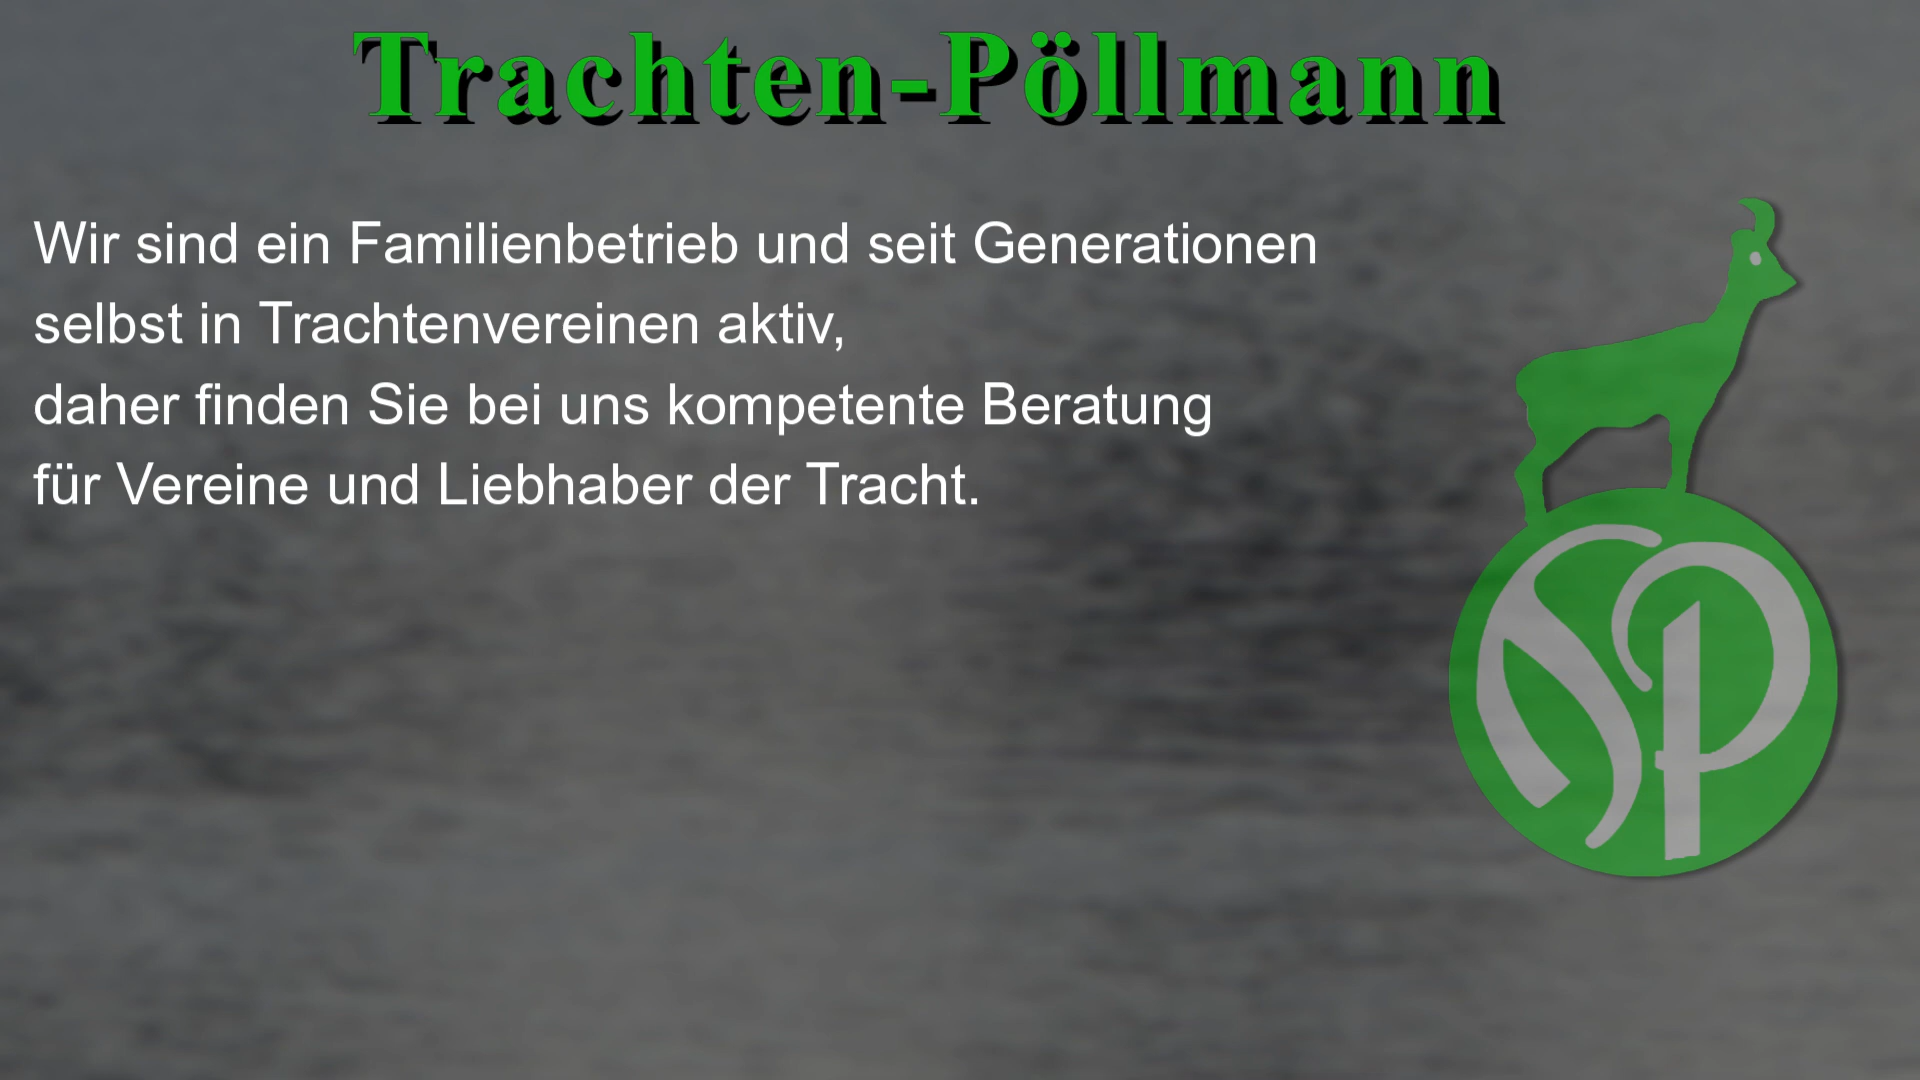 Trachten-Pöllmann
Wir sind ein Familienbetrieb und seit Generationen
selbst in Trachtenvereinen aktiv,
daher finden Sie bei uns kompetente Beratung
für Vereine und Liebhaber der Tracht.
SP